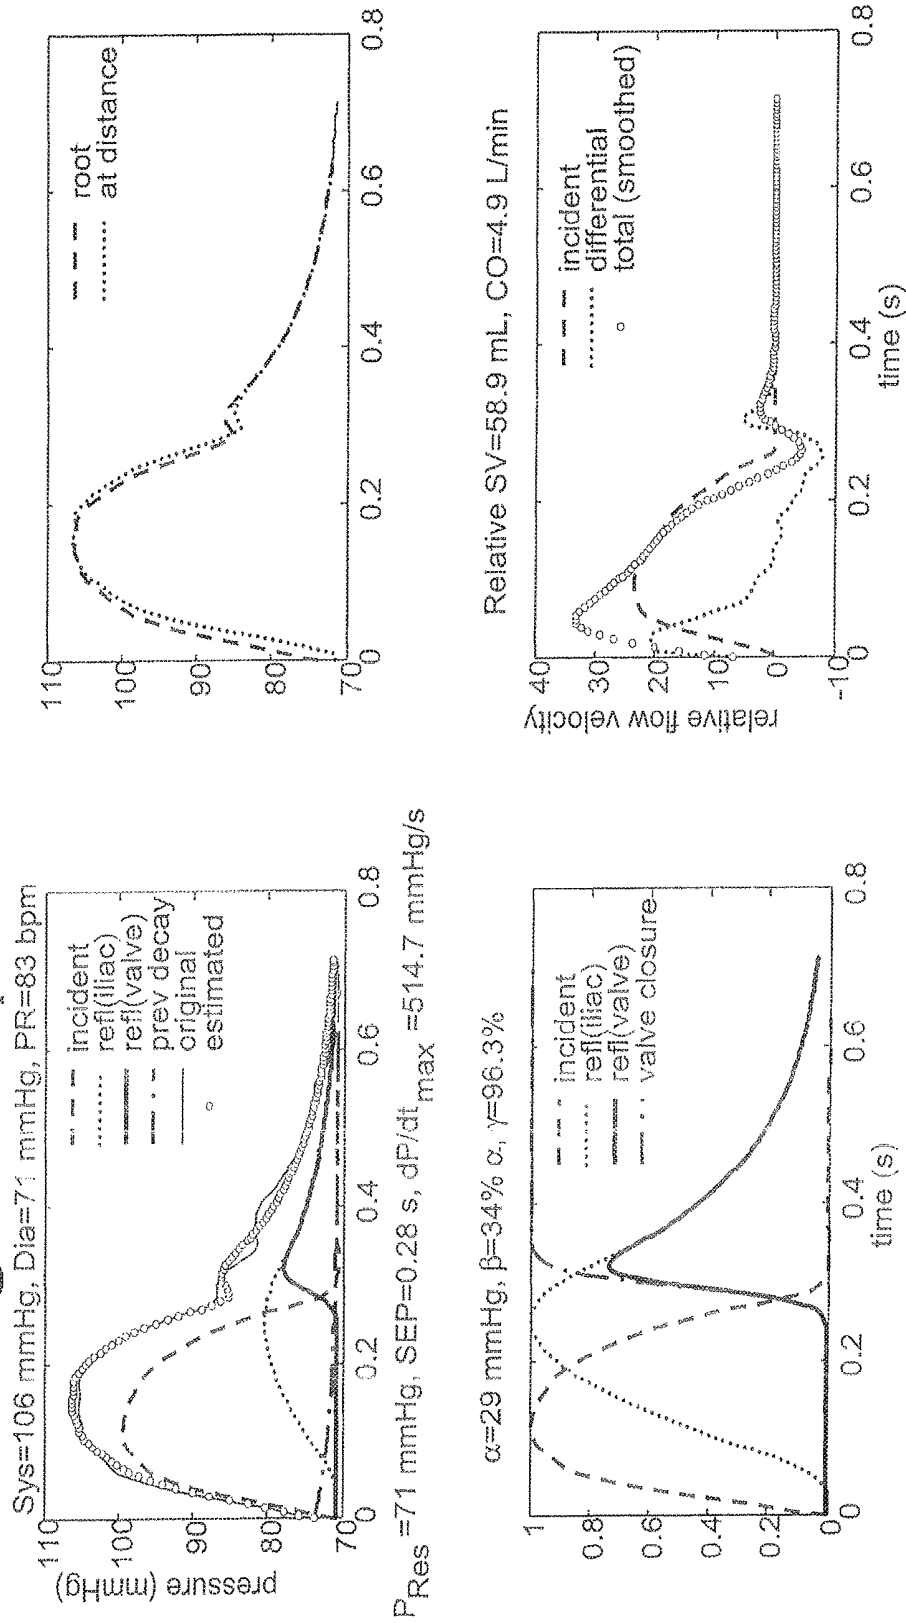 Sys=106 mmHg, Dia=71 mmHg, PR=83 bpm
pressure (mmHg)
110
100
90
80
70
0
0.2
0.4
0.6
0.8
incident
refl(iliac)
refl(valve)
prev decay
original
estimated
110
100
90
80
70
0
0.2
0.4
0.6
0.8
root
at distance
PRes=71 mmHg, SEP=0.28 s, dP/dtmax =514.7 mmHg/s
α=29 mmHg, β=34% α, γ=96.3%
1
0.8
0.6
0.4
0.2
0
0
0.2
0.4
0.6
0.8
time (s)
incident
refl(iliac)
refl(valve)
valve closure
Relative SV=58.9 mL, CO=4.9 L/min
relative flow velocity
40
30
20
10
0
-10
0
0.2
0.4
0.6
0.8
time (s)
incident
differential
total (smoothed)